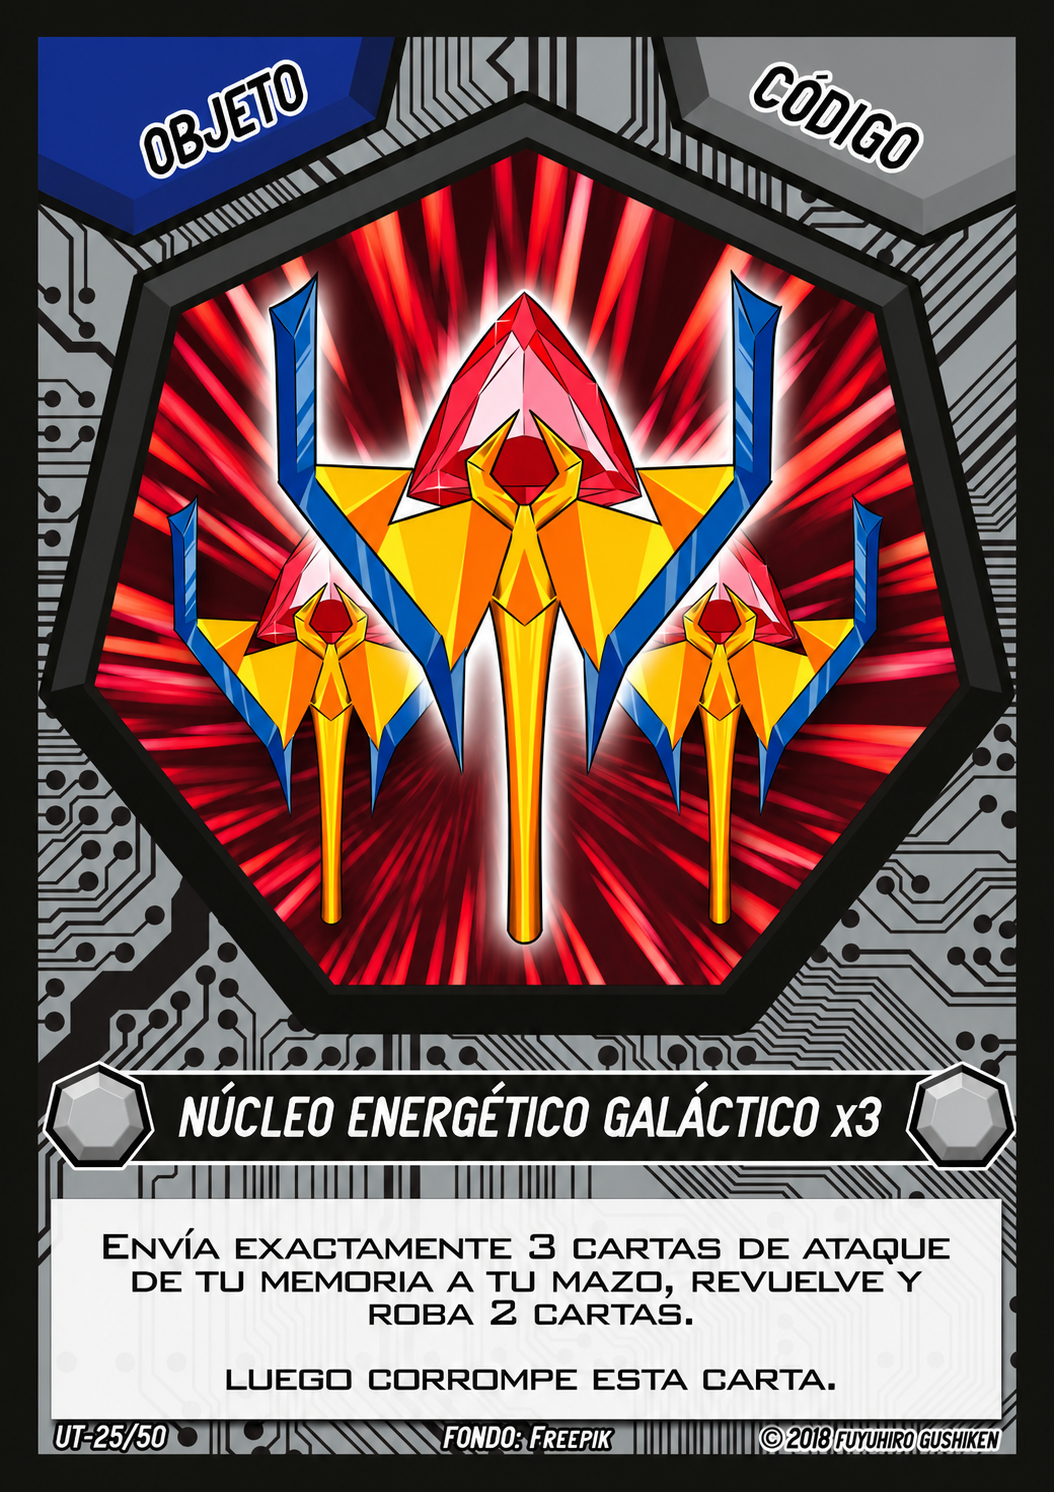 OBJETO
CÓDIGO
NÚCLEO ENERGÉTICO GALÁCTICO x3
ENVÍA EXACTAMENTE 3 CARTAS DE ATAQUE
DE TU MEMORIA A TU MAZO, REVUELVE Y
ROBA 2 CARTAS.
LUEGO CORROMPE ESTA CARTA.
UT-25/50
FONDO: FREEPIK
© 2018 FUYUHIRO GUSHIKEN